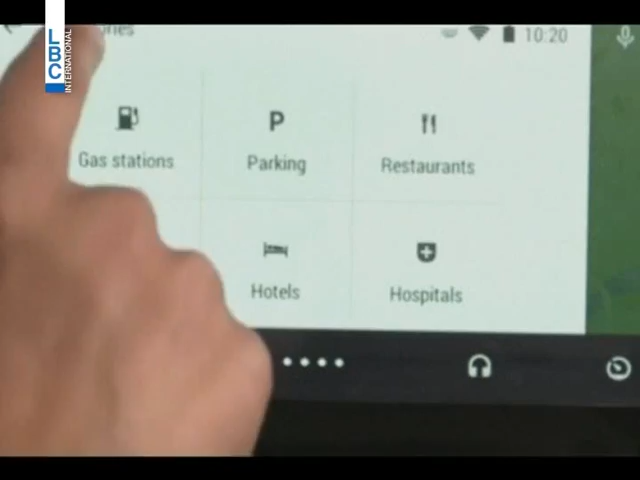 LBC
INTERNATIONAL
10:20
Gas stations
Parking
Restaurants
Hotels
Hospitals